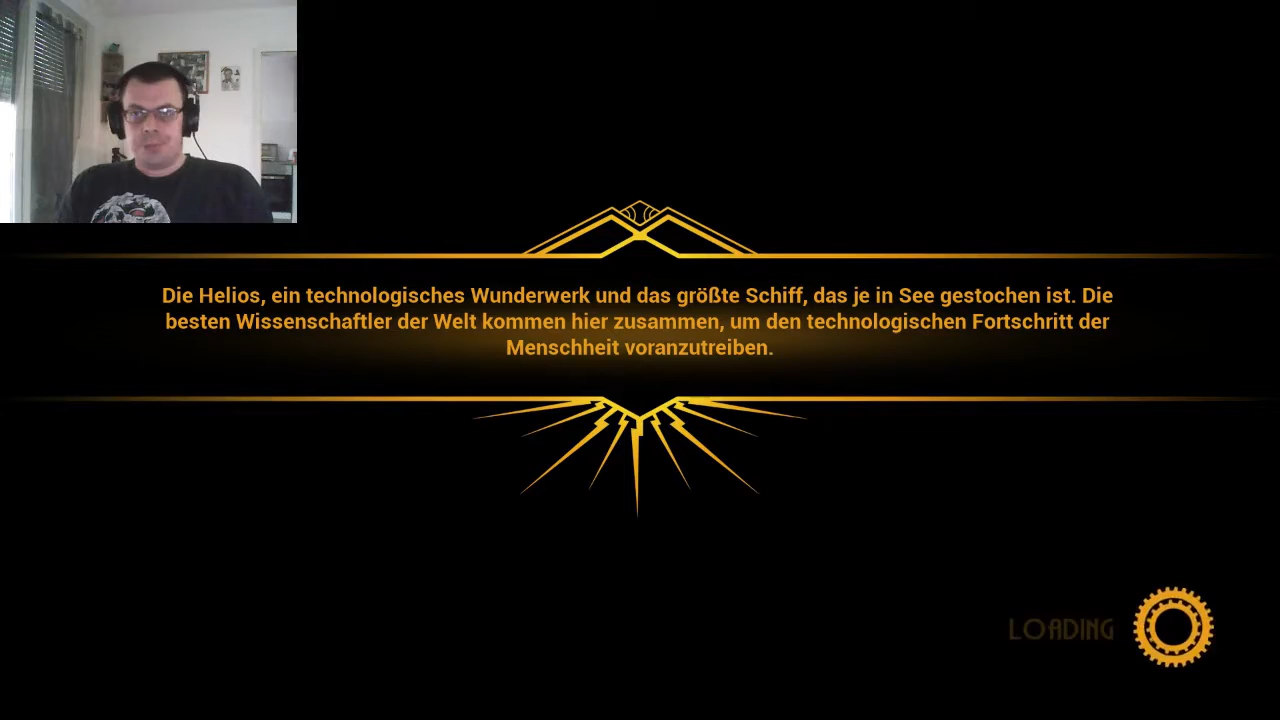 Die Helios, ein technologisches Wunderwerk und das größte Schiff, das je in See gestochen ist. Die
besten Wissenschaftler der Welt kommen hier zusammen, um den technologischen Fortschritt der
Menschheit voranzutreiben.
LOADING